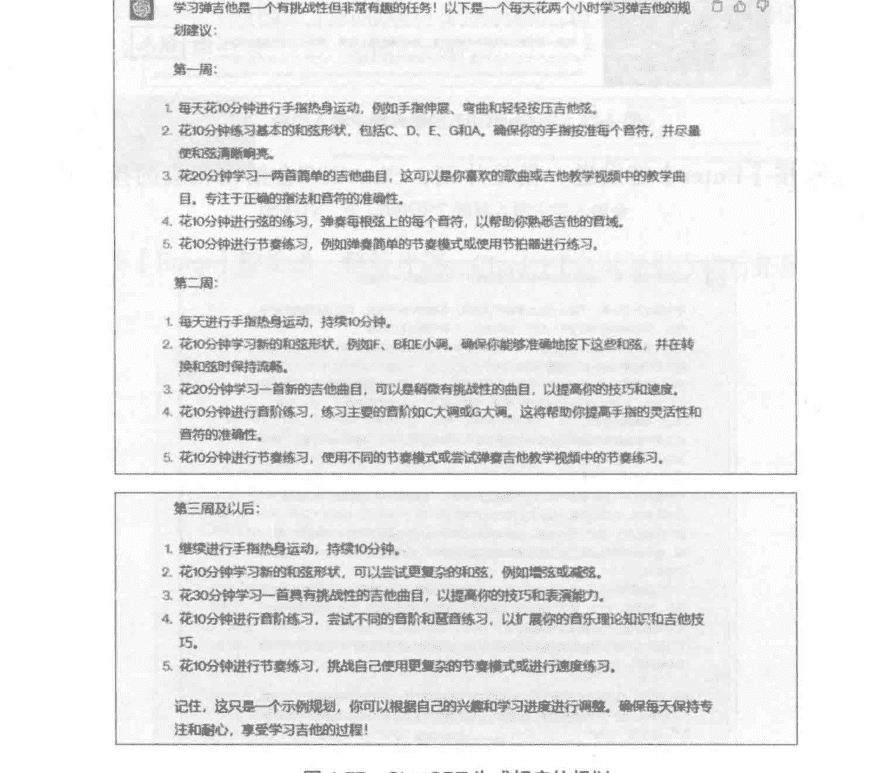 学习弹吉他是一个有挑战性但非常有趣的任务！以下是一个每天花两个小时学习弹吉他的规
划建议：
第一周：
1. 每天花10分钟进行手指热身运动，例如手指伸展、弯曲和轻轻按压吉他弦。
2. 花10分钟练习基本的和弦形状，包括C、D、E、G和A。确保你的手指按准每个音符，并尽量
使和弦清晰响亮。
3. 花20分钟学习一两首简单的吉他曲目，这可以是你喜欢的歌曲或吉他教学视频中的教学曲
目。专注于正确的指法和音符的准确性。
4. 花10分钟进行弦的练习，弹奏每根弦上的每个音符，以帮助你熟悉吉他的音域。
5. 花10分钟进行节奏练习，例如弹奏简单的节奏模式或使用节拍器进行练习。
第二周：
1. 每天进行手指热身运动，持续10分钟。
2. 花10分钟学习新的和弦形状，例如F、B和E小调。确保你能够准确地按下这些和弦，并在转
换和弦时保持流畅。
3. 花20分钟学习一首新的吉他曲目，可以是稍微有挑战性的曲目，以提高你的技巧和速度。
4. 花10分钟进行音阶练习，练习主要的音阶如C大调或G大调。这将帮助你提高手指的灵活性和
音符的准确性。
5. 花10分钟进行节奏练习，使用不同的节奏模式或尝试弹奏吉他教学视频中的节奏练习。
第三周及以后：
1. 继续进行手指热身运动，持续10分钟。
2. 花10分钟学习新的和弦形状，可以尝试更复杂的和弦，例如增弦或减弦。
3. 花30分钟学习一首具有挑战性的吉他曲目，以提高你的技巧和表演能力。
4. 花10分钟进行音阶练习，尝试不同的音阶和琶音练习，以扩展你的音乐理论知识和吉他技
巧。
5. 花10分钟进行节奏练习，挑战自己使用更复杂的节奏模式或进行速度练习。
记住，这只是一个示例规划，你可以根据自己的兴趣和学习进度进行调整。确保每天保持专
注和耐心，享受学习吉他的过程！